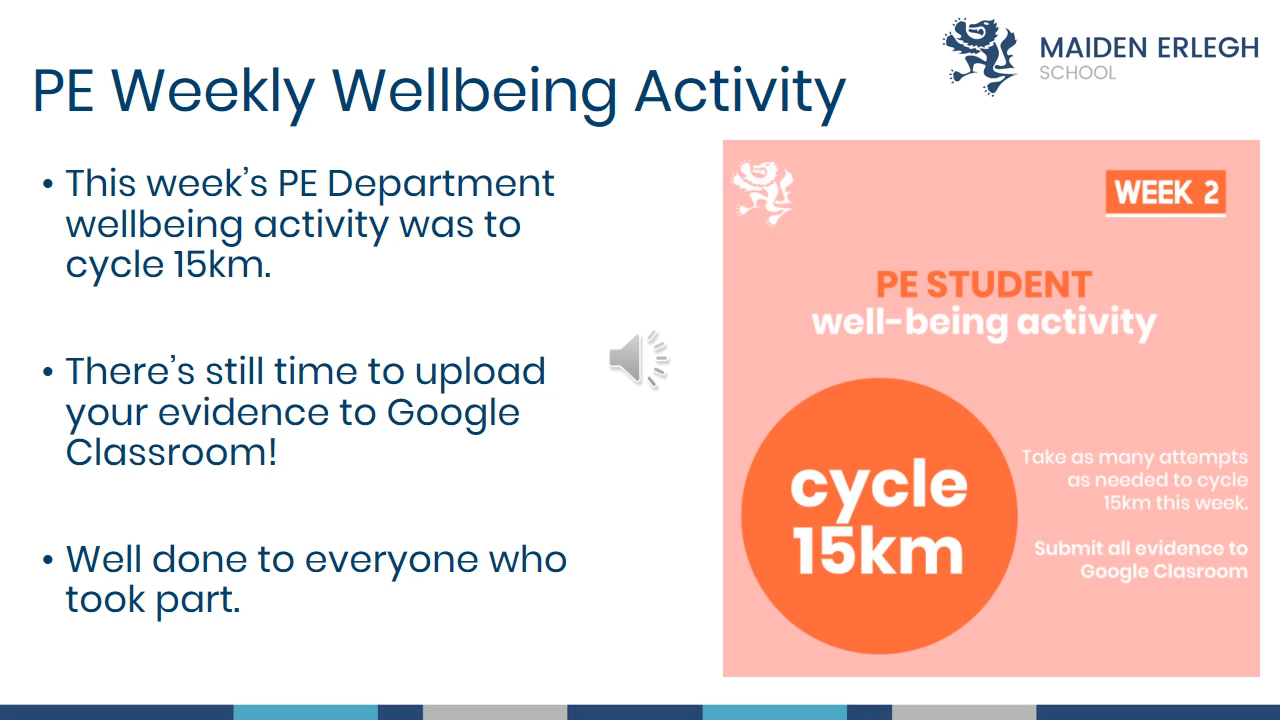 MAIDEN ERLEGH
SCHOOL
PE Weekly Wellbeing Activity
• This week's PE Department
wellbeing activity was to
cycle 15km.
• There's still time to upload
your evidence to Google
Classroom!
• Well done to everyone who
took part.
WEEK 2
PE STUDENT
well-being activity
cycle
15km
Take as many attempts
as needed to cycle
15km this week.
Submit all evidence to
Google Clasroom